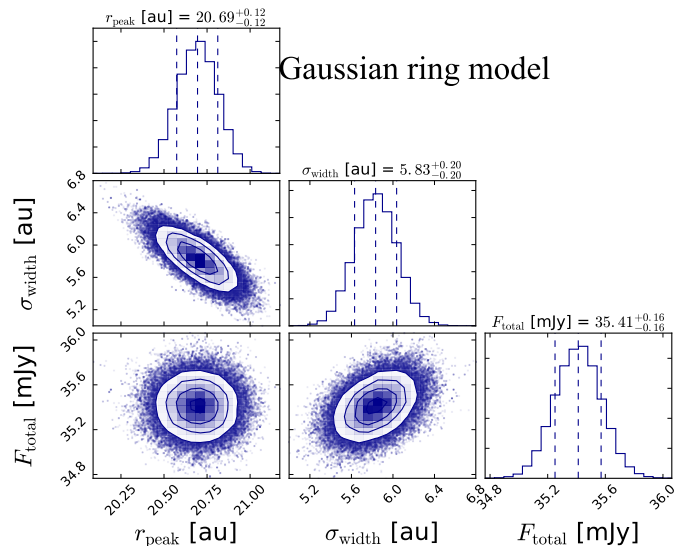 r_peak [au] = 20.69^{+0.12}_{−0.12}
Gaussian ring model
σ_width [au] = 5.83^{+0.20}_{−0.20}
6.8
6.4
6.0
5.6
5.2
σ_width [au]
F_total [mJy] = 35.41^{+0.16}_{−0.16}
36.0
35.6
35.2
34.8
F_total [mJy]
20.25 20.50 20.75 21.00
r_peak [au]
5.2 5.6 6.0 6.4 6.8
σ_width [au]
34.8 35.2 35.6 36.0
F_total [mJy]